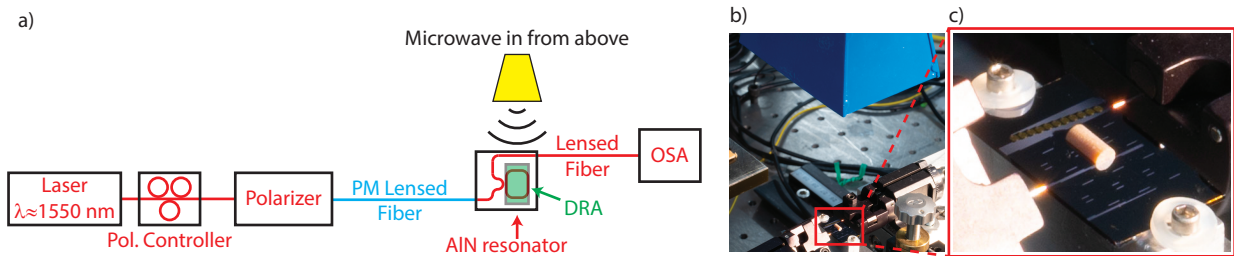 a)
Microwave in from above
Laser
λ≈1550 nm
Pol. Controller
Polarizer
PM Lensed
Fiber
Lensed
Fiber
OSA
DRA
AlN resonator
b)
c)